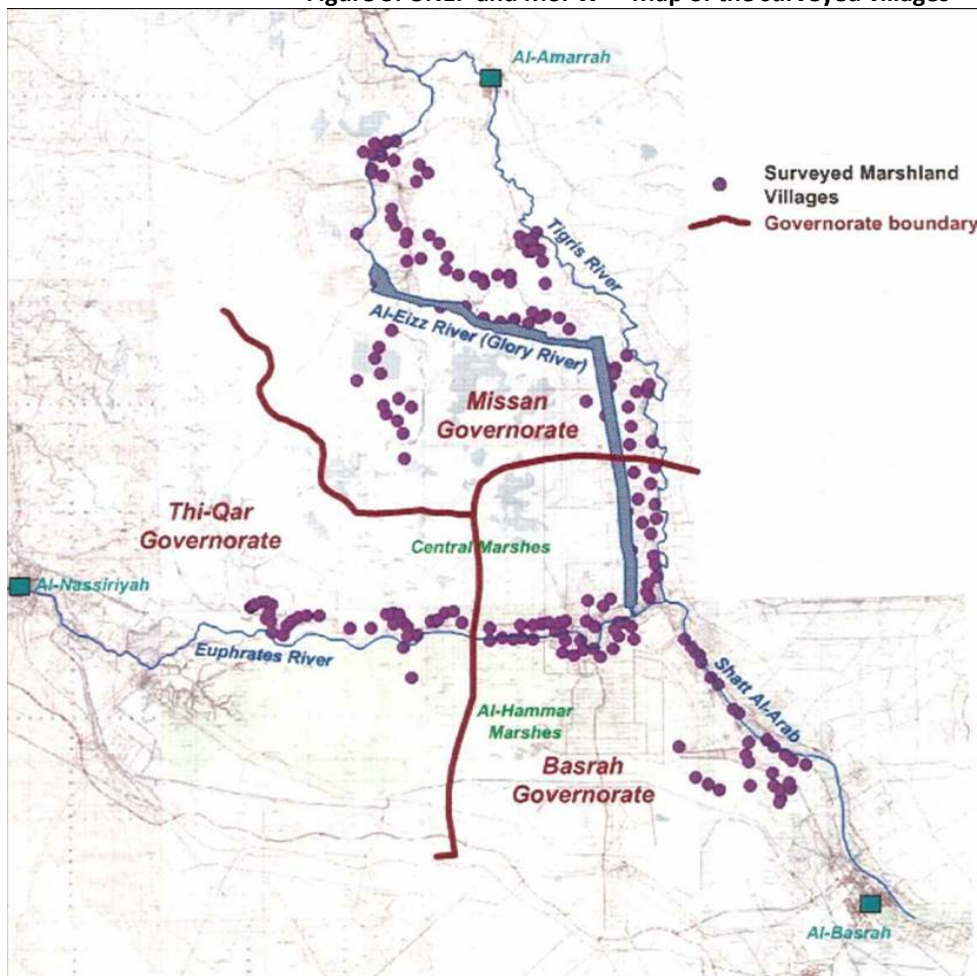 Al-Amarrah
Surveyed Marshland
Villages
Governorate boundary
Tigris River
Al-Eizz River (Glory River)
Missan
Governorate
Thi-Qar
Governorate
Central Marshes
Al-Nassiriyah
Euphrates River
Shatt Al-Arab
Al-Hammar
Marshes
Basrah
Governorate
Al-Basrah